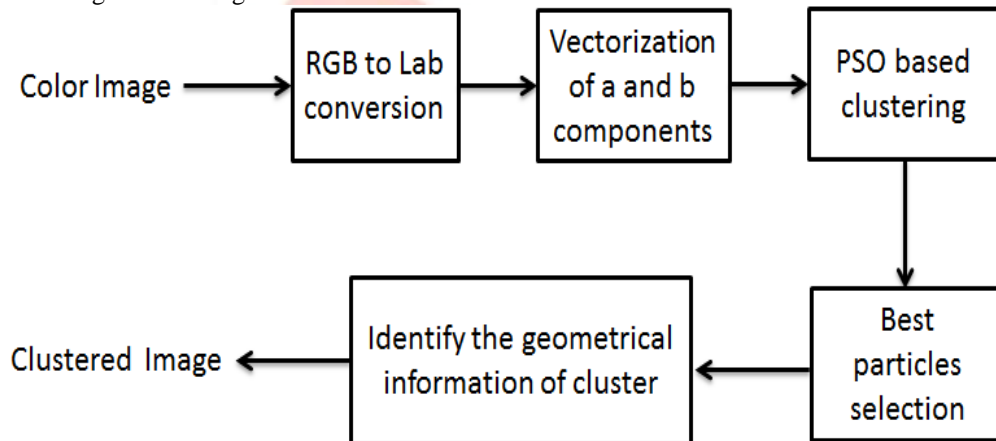 Color Image
RGB to Lab
conversion
Vectorization
of a and b
components
PSO based
clustering
Best
particles
selection
Identify the geometrical
information of cluster
Clustered Image